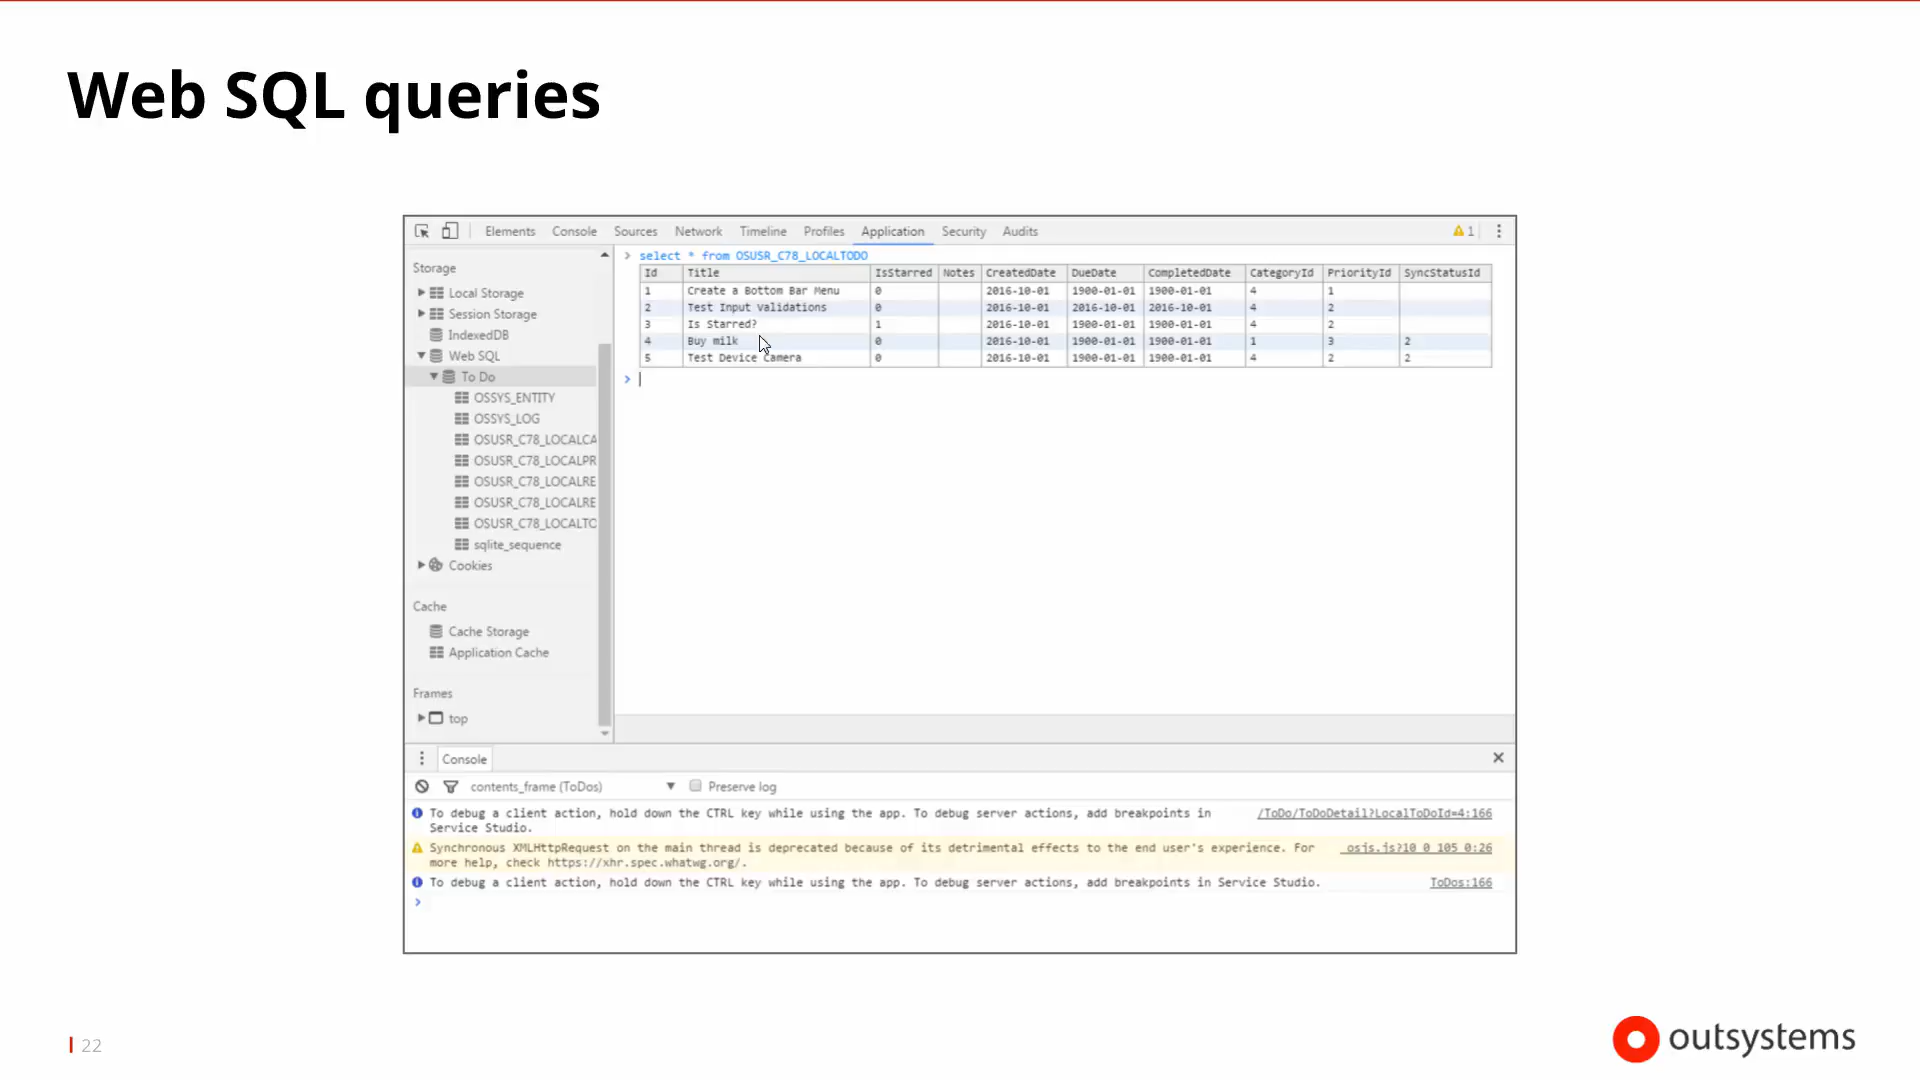 Web SQL queries
Elements Console Sources Network Timeline Profiles Application Security Audits 1
Storage
Local Storage
Session Storage
IndexedDB
Web SQL
To Do
OSSYS_ENTITY
OSSYS_LOG
OSUSR_C78_LOCALCA
OSUSR_C78_LOCALPR
OSUSR_C78_LOCALRE
OSUSR_C78_LOCALRE
OSUSR_C78_LOCALTO
sqlite_sequence
Cookies
Cache
Cache Storage
Application Cache
Frames
top
> select * from OSUSR_C78_LOCALTODO
Id Title IsStarred Notes CreatedDate DueDate CompletedDate CategoryId PriorityId SyncStatusId
1 Create a Bottom Bar Menu 0 2016-10-01 1900-01-01 1900-01-01 4 1
2 Test Input Validations 0 2016-10-01 2016-10-01 2016-10-01 4 2
3 Is Starred? 1 2016-10-01 1900-01-01 1900-01-01 4 2
4 Buy milk 0 2016-10-01 1900-01-01 1900-01-01 1 3 2
5 Test Device Camera 0 2016-10-01 1900-01-01 1900-01-01 4 2 2
>
Console
contents_frame (ToDos) Preserve log
To debug a client action, hold down the CTRL key while using the app. To debug server actions, add breakpoints in /ToDo/ToDoDetail?LocalToDoId=4:166
Service Studio.
Synchronous XMLHttpRequest on the main thread is deprecated because of its detrimental effects to the end user's experience. For _osjs.js?10_0_105_0:26
more help, check https://xhr.spec.whatwg.org/.
To debug a client action, hold down the CTRL key while using the app. To debug server actions, add breakpoints in Service Studio. ToDos:166
>
22
outsystems